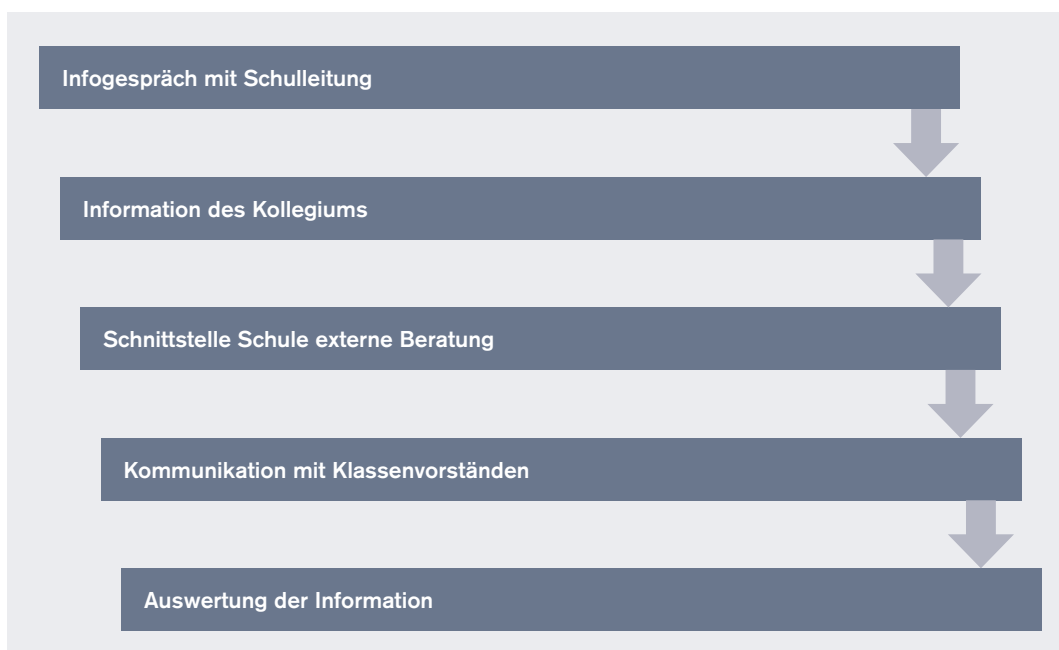 Infogespräch mit Schulleitung
Information des Kollegiums
Schnittstelle Schule externe Beratung
Kommunikation mit Klassenvorständen
Auswertung der Information